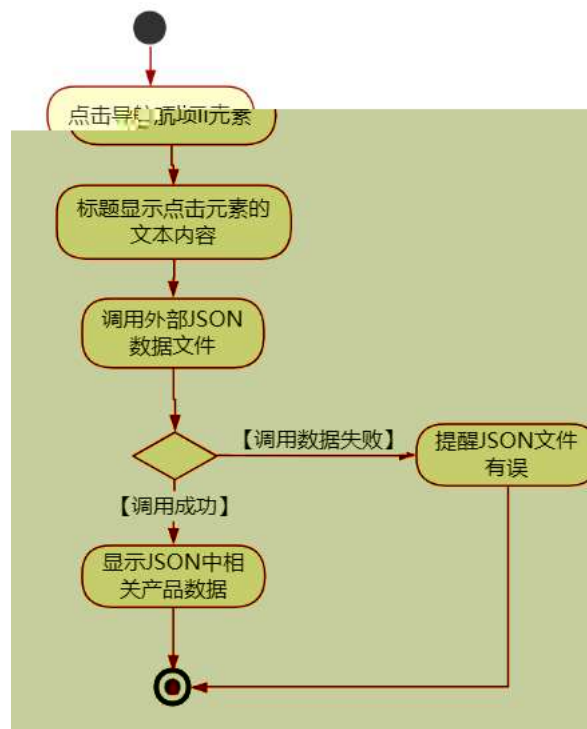 点击导航项li元素
标题显示点击元素的
文本内容
调用外部JSON
数据文件
【调用数据失败】
提醒JSON文件
有误
【调用成功】
显示JSON中相
关产品数据